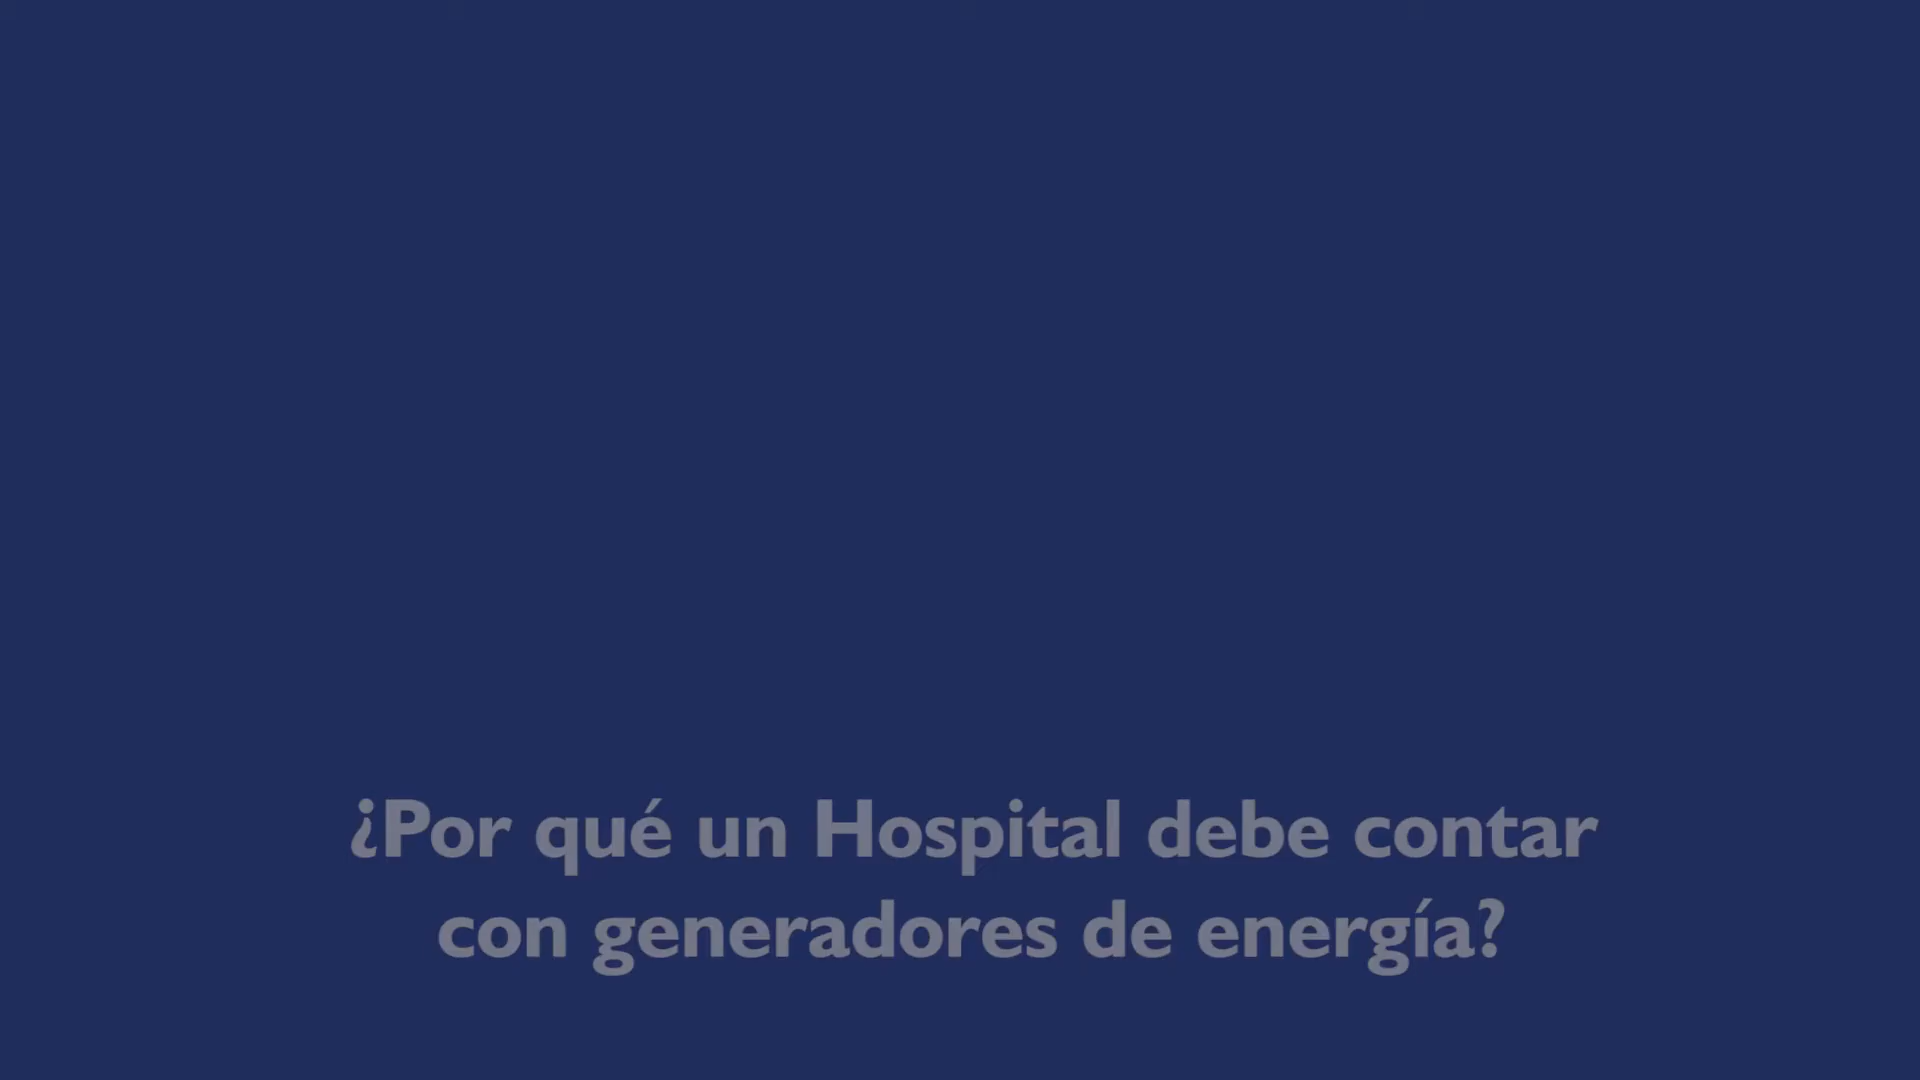 ¿Por qué un Hospital debe contar
con generadores de energía?